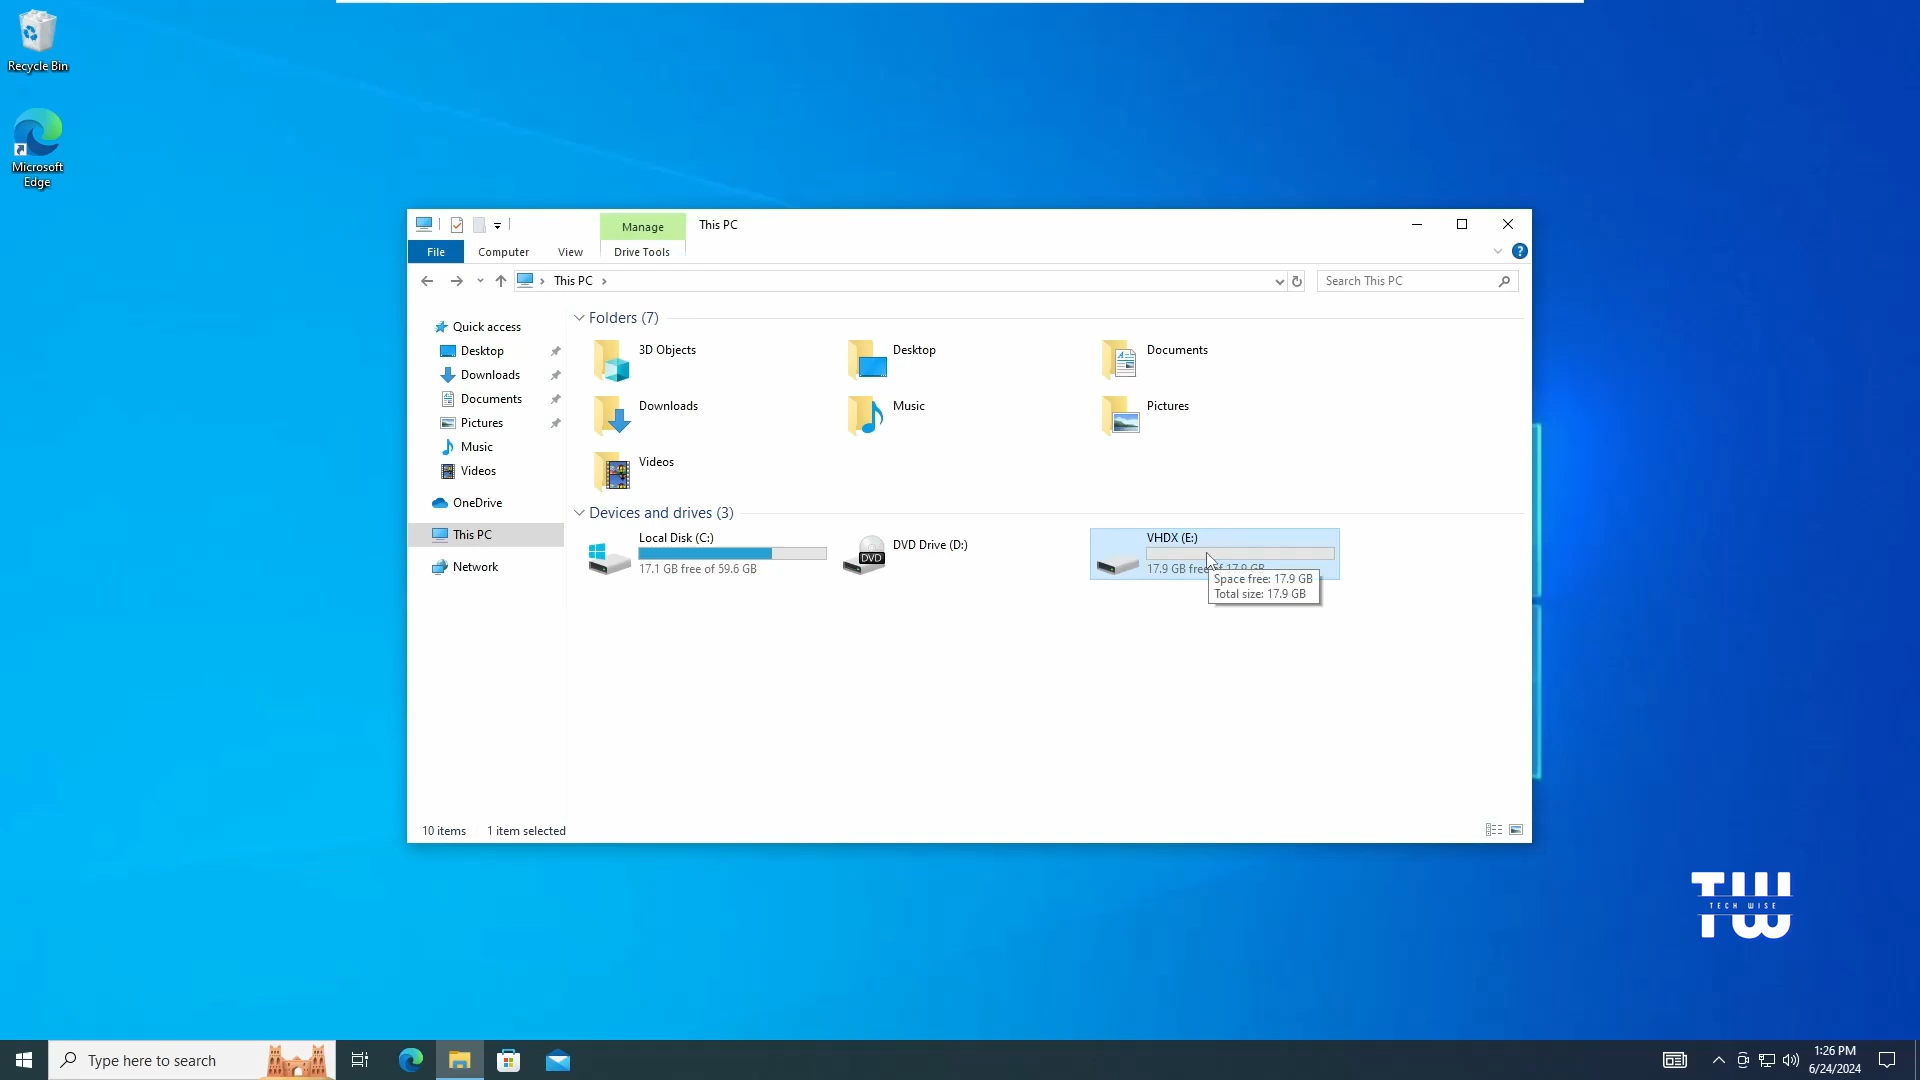 Recycle Bin
Microsoft
Edge
Manage
This PC
File
Computer
View
Drive Tools
This PC
Search This PC
Quick access
Desktop
Downloads
Documents
Pictures
Music
Videos
OneDrive
This PC
Network
Folders (7)
3D Objects
Desktop
Documents
Downloads
Music
Pictures
Videos
Devices and drives (3)
Local Disk (C:)
17.1 GB free of 59.6 GB
DVD
DVD Drive (D:)
VHDX (E:)
17.9 GB free of 17.9 GB
Space free: 17.9 GB
Total size: 17.9 GB
10 items
1 item selected
TW
TECH WISE
Type here to search
1:26 PM
6/24/2024